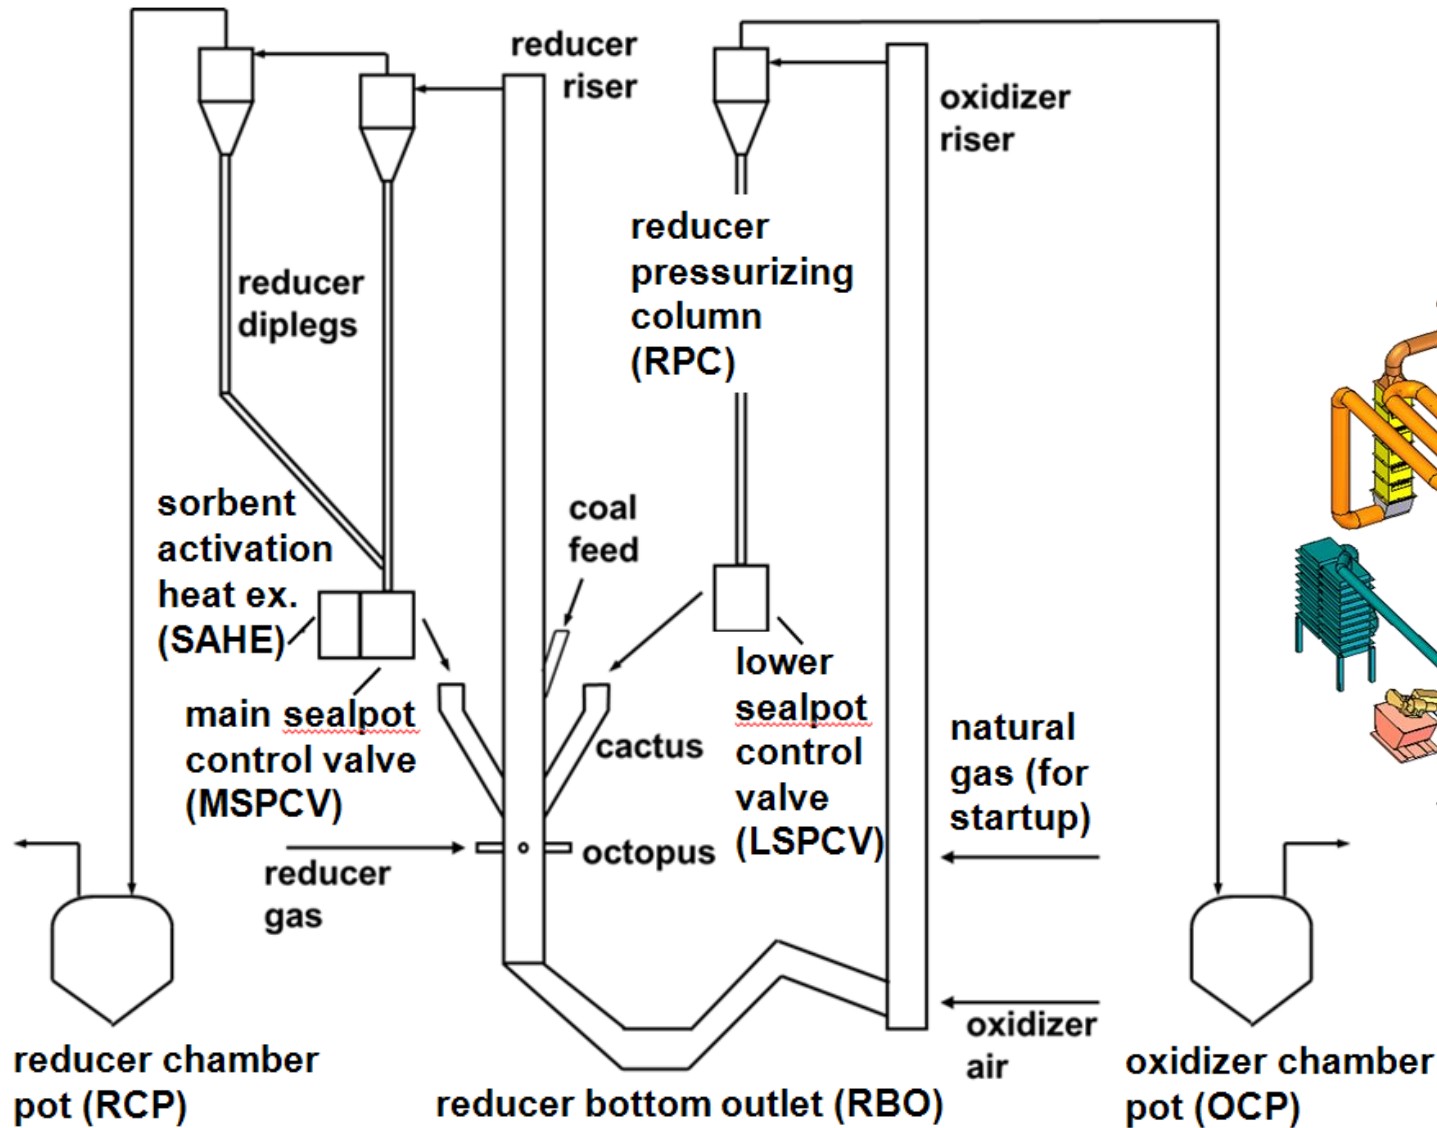 reducer
riser
oxidizer
riser
reducer
pressurizing
column
(RPC)
reducer
diplegs
sorbent
activation
heat ex.
(SAHE)
coal
feed
main sealpot
control valve
(MSPCV)
cactus
lower
sealpot
control
valve
(LSPCV)
natural
gas (for
startup)
octopus
reducer
gas
oxidizer
air
reducer chamber
pot (RCP)
reducer bottom outlet (RBO)
oxidizer chamber
pot (OCP)